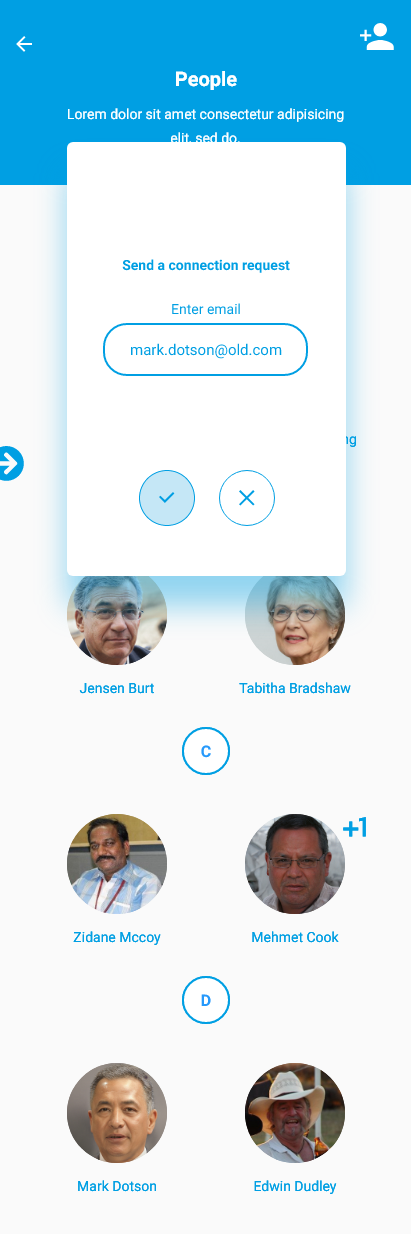 People
Lorem dolor sit amet consectetur adipisicing
elit, sed do.
Send a connection request
Enter email
mark.dotson@old.com
Jensen Burt
Tabitha Bradshaw
C
+1
Zidane Mccoy
Mehmet Cook
D
Mark Dotson
Edwin Dudley